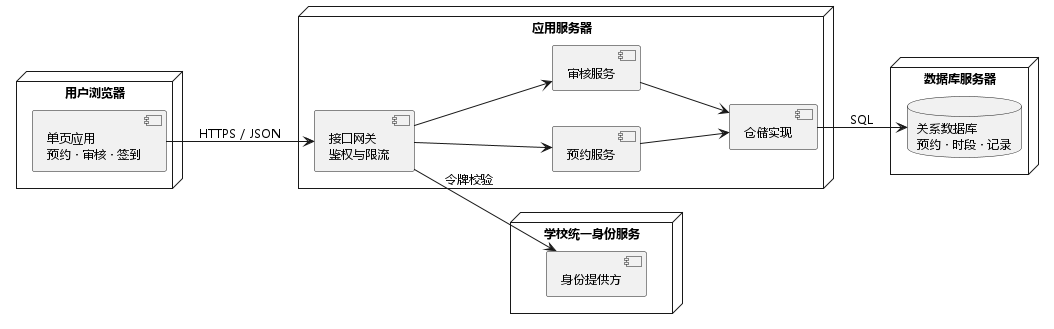 用户浏览器
单页应用
预约 · 审核 · 签到
HTTPS / JSON
应用服务器
接口网关
鉴权与限流
审核服务
预约服务
仓储实现
SQL
数据库服务器
关系数据库
预约 · 时段 · 记录
令牌校验
学校统一身份服务
身份提供方